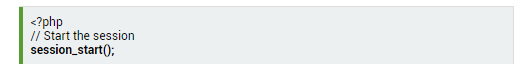 <?php
// Start the session
session_start();